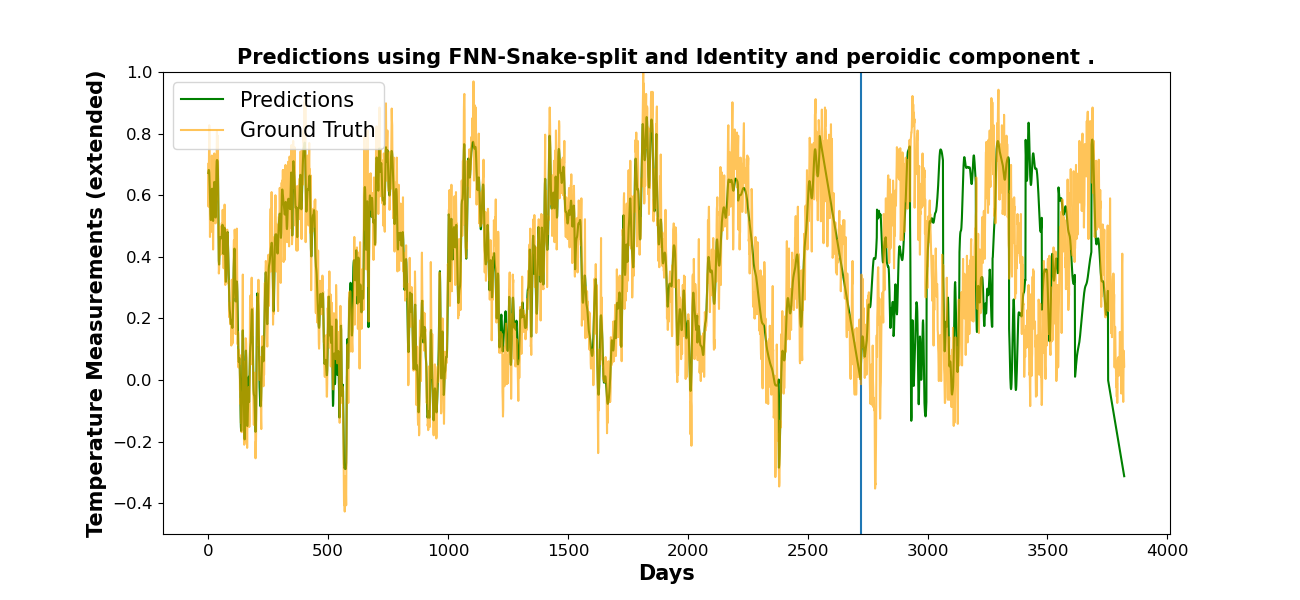 Predictions using FNN-Snake-split and Identity and peroidic component .
Temperature Measurements (extended)
1.0
0.8
0.6
0.4
0.2
0.0
−0.2
−0.4
Predictions
Ground Truth
0 500 1000 1500 2000 2500 3000 3500 4000
Days